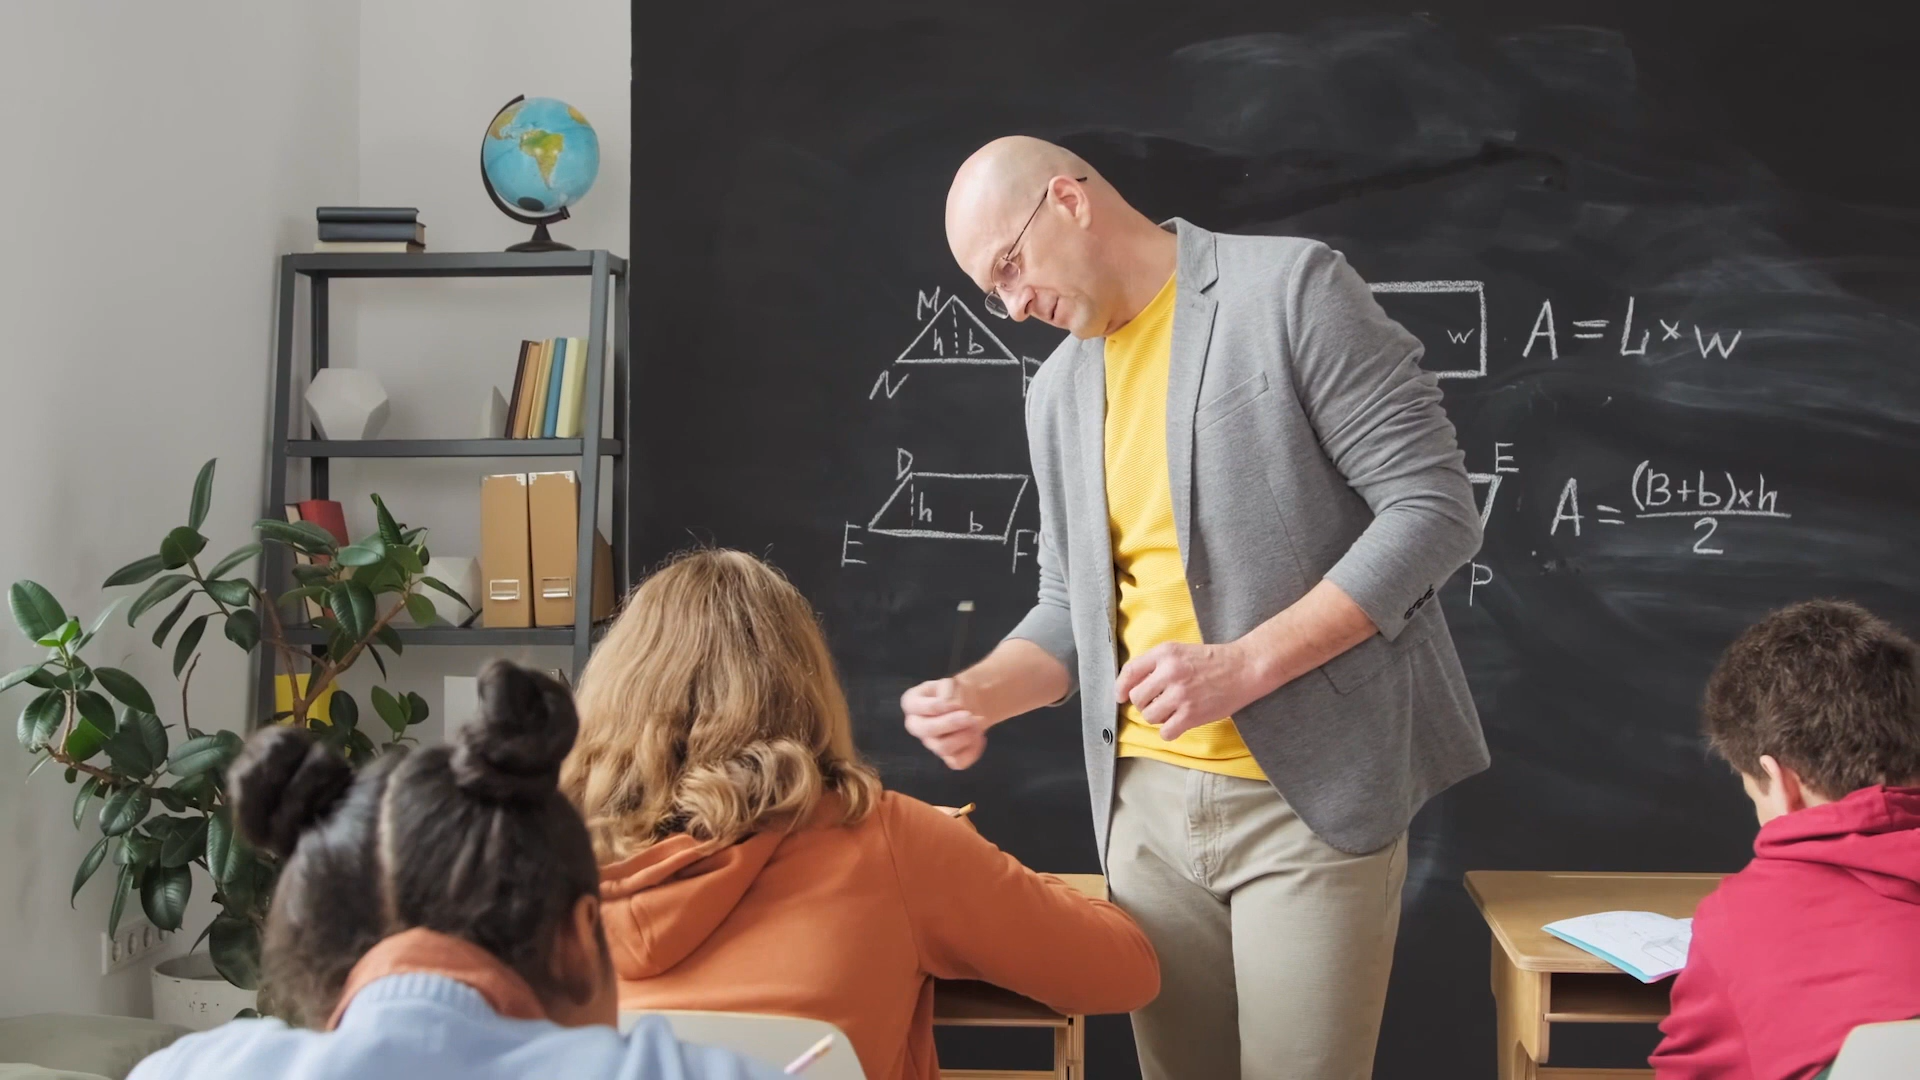 M
h b
N
w
A = L × w
D
h b
E F
E
P
A = (B+b)×h
2